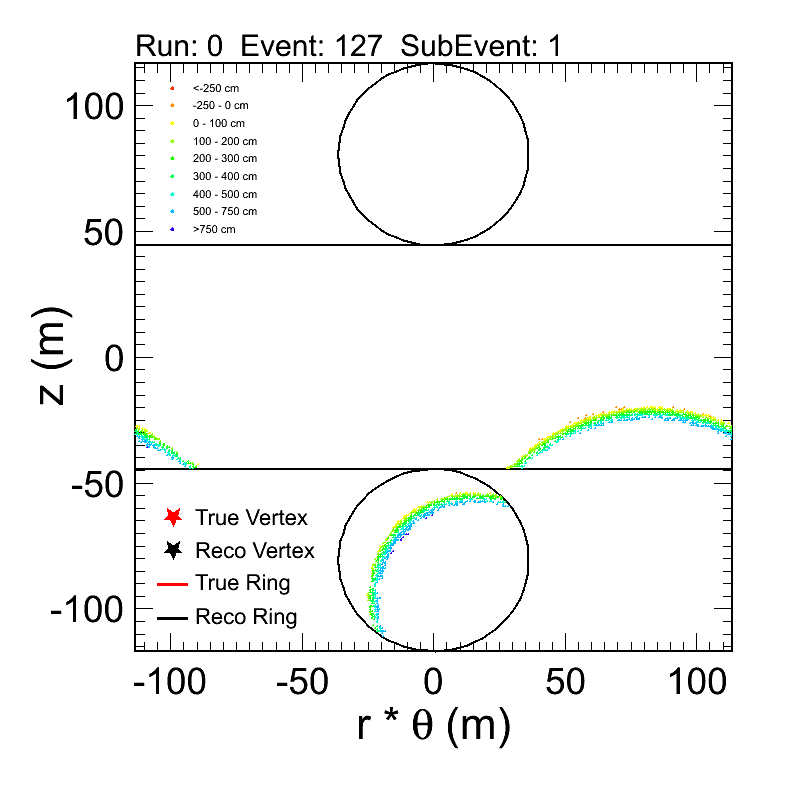 Run: 0  Event: 127  SubEvent: 1
<-250 cm
-250 - 0 cm
0 - 100 cm
100 - 200 cm
200 - 300 cm
300 - 400 cm
400 - 500 cm
500 - 750 cm
>750 cm
100
50
0
-50
-100
z (m)
True Vertex
Reco Vertex
True Ring
Reco Ring
-100 -50 0 50 100
r * θ (m)